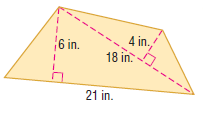 6 in.
4 in.
18 in.
21 in.